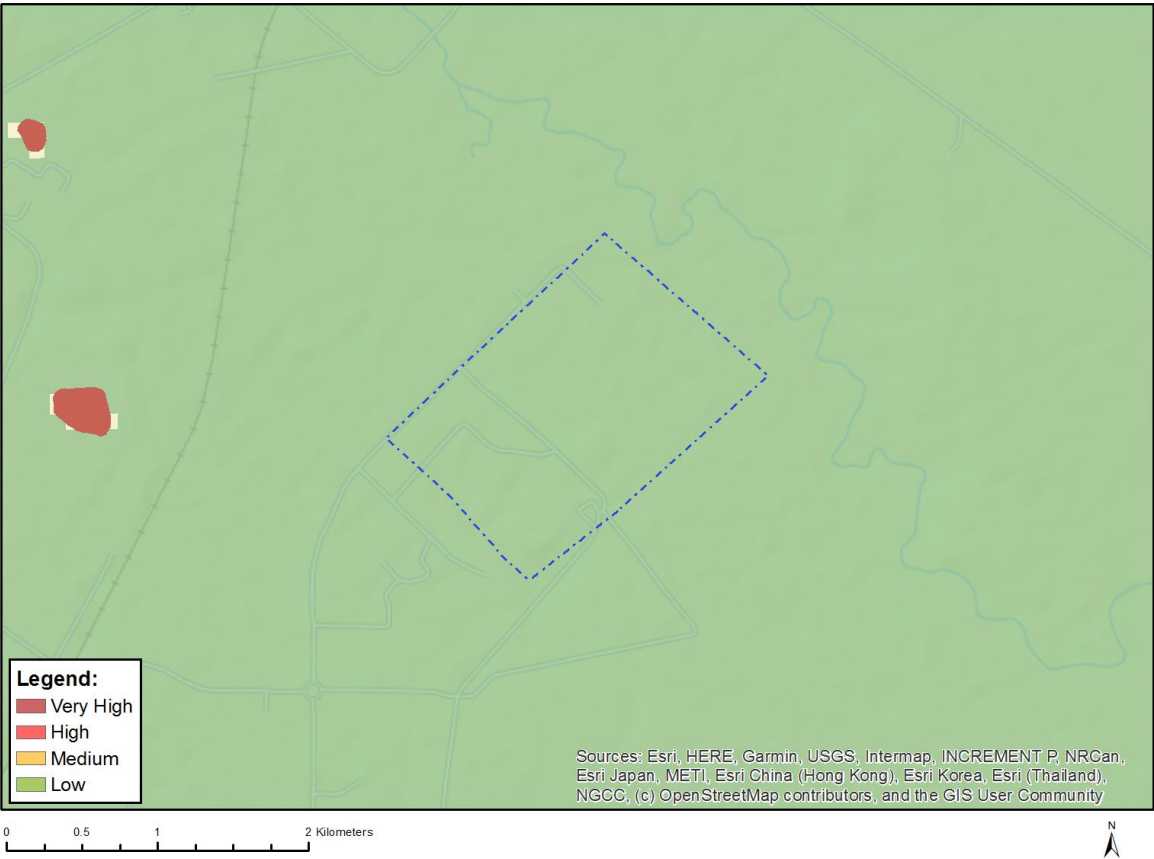 Legend:
Very High
High
Medium
Low
Sources: Esri, HERE, Garmin, USGS, Intermap, INCREMENT P, NRCan,
Esri Japan, METI, Esri China (Hong Kong), Esri Korea, Esri (Thailand),
NGCC, (c) OpenStreetMap contributors, and the GIS User Community
0 0.5 1 2 Kilometers
N